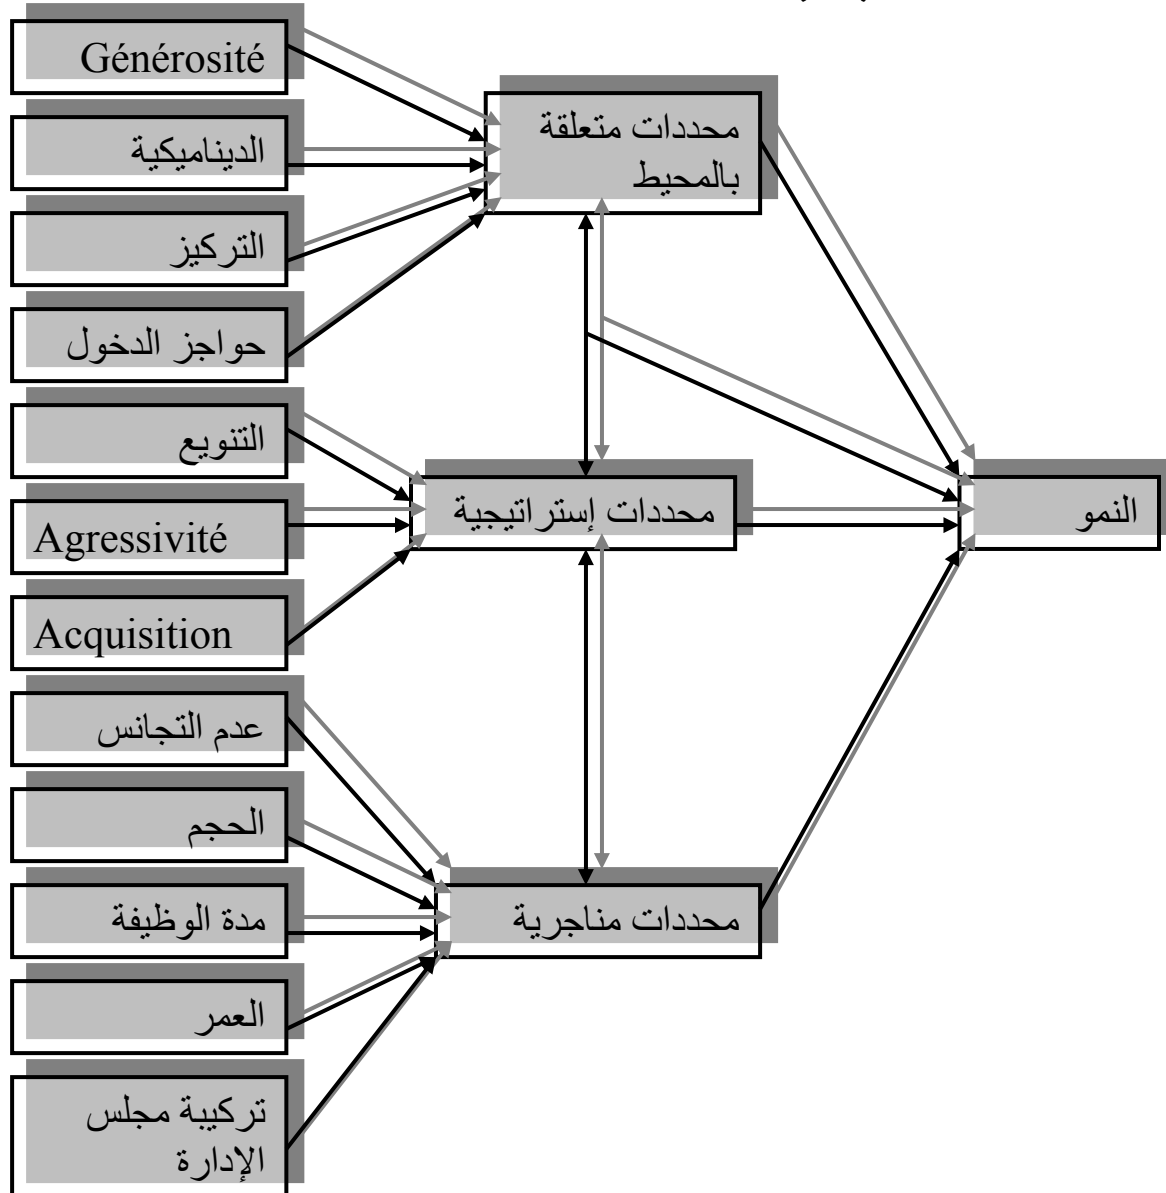 Générosité
الديناميكية
التركيز
حواجز الدخول
التنويع
Agressivité
Acquisition
عدم التجانس
الحجم
مدة الوظيفة
العمر
تركيبة مجلس
الإدارة
محددات متعلقة
بالمحيط
محددات إستراتيجية
محددات مناجرية
النمو